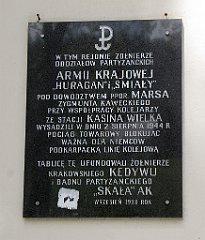 W TYM REJONIE ŻOŁNIERZE
ODDZIAŁÓW PARTYZANCKICH
ARMII KRAJOWEJ
„HURAGAN" I „ŚMIAŁY"
POD DOWÓDZTWEM PPOR. MARSA
ZYGMUNTA KAWECKIEGO
PRZY WSPÓŁPRACY KOLEJARZY
ZE STACJI KASINA WIELKA
WYSADZILI W DNIU 2 SIERPNIA 1944 R
POCIĄG TOWAROWY BLOKUJĄC
WAŻNĄ DLA NIEMCÓW
PODKARPACKĄ LINIĘ KOLEJOWĄ
TABLICĘ TĘ UFUNDOWALI ŻOŁNIERZE
KRAKOWSKIEGO KEDYWU
I BAONU PARTYZANCKIEGO
„SKAŁA" AK
WRZESIEŃ ROK